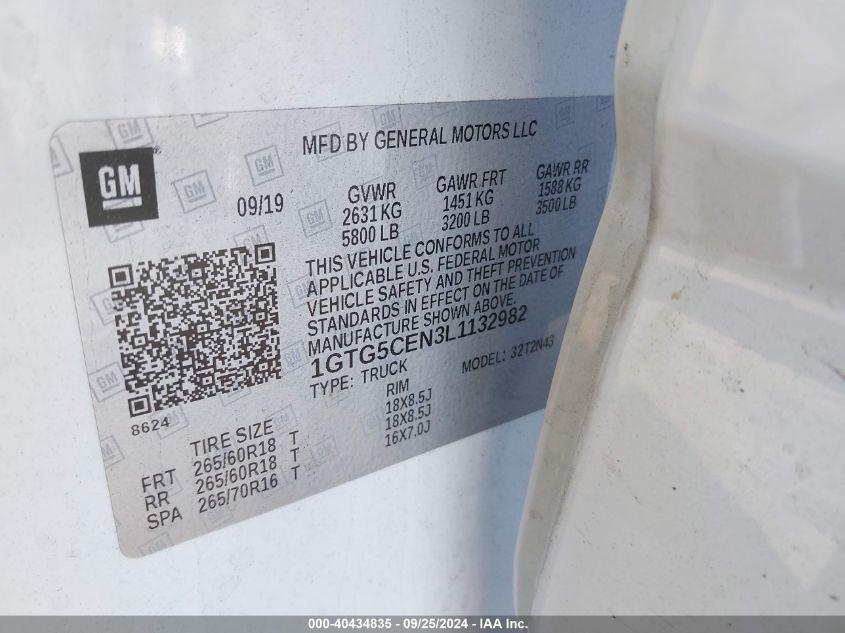 GM
MFD BY GENERAL MOTORS LLC
09/19
GVWR
2631 KG
5800 LB
GAWR FRT
1451 KG
3200 LB
GAWR RR
1588 KG
3500 LB
THIS VEHICLE CONFORMS TO ALL
APPLICABLE U.S. FEDERAL MOTOR
VEHICLE SAFETY AND THEFT PREVENTION
STANDARDS IN EFFECT ON THE DATE OF
MANUFACTURE SHOWN ABOVE.
1GTG5CEN3L1132982
TYPE: TRUCK
MODEL: 32T2N43
8624
TIRE SIZE
RIM
FRT 265/60R18 T 18X8.5J
RR 265/60R18 T 18X8.5J
SPA 265/70R16 T 16X7.0J
000-40434835 - 09/25/2024 - IAA Inc.